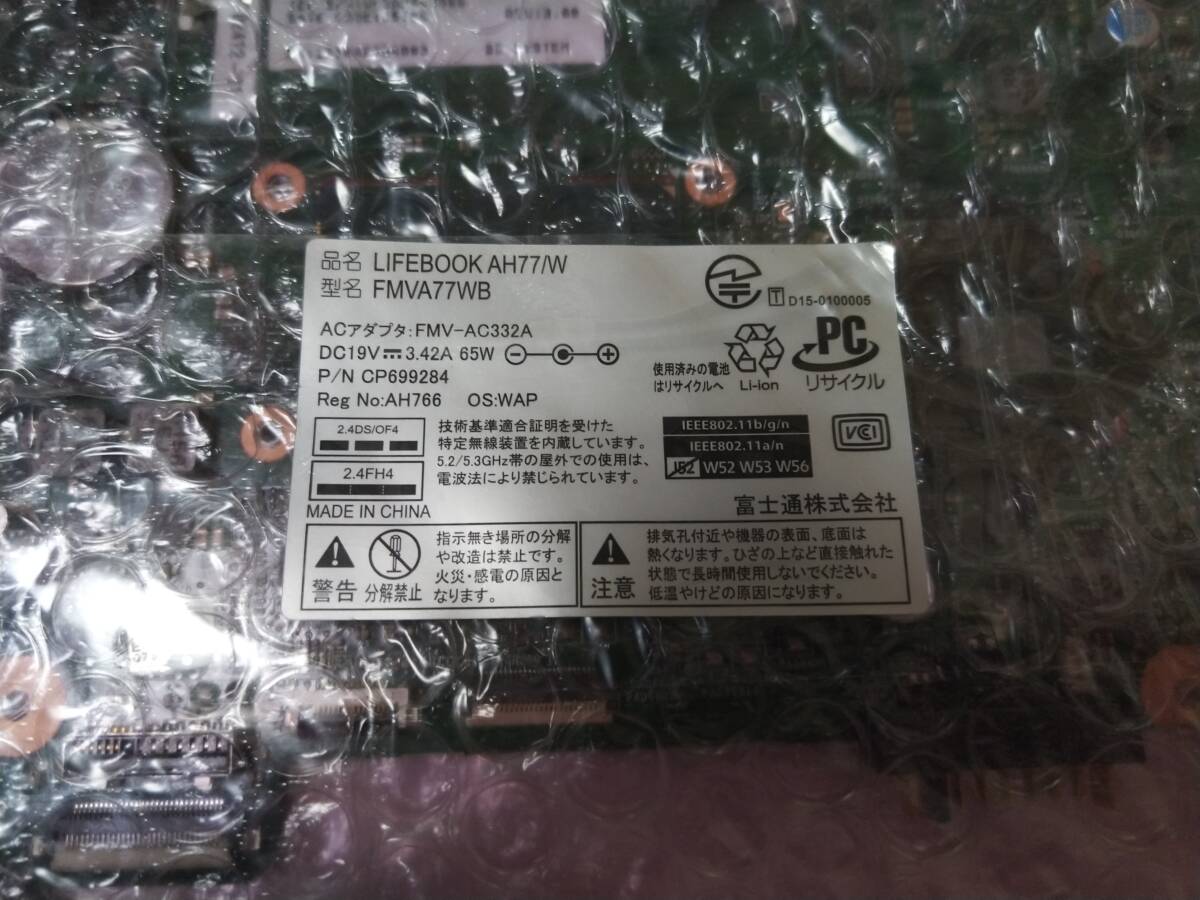 品名 LIFEBOOK AH77/W
型名 FMVA77WB
T D15-0100005
ACアダプタ:FMV-AC332A
DC19V 3.42A 65W
P/N CP699284
Reg No:AH766 OS:WAP
使用済みの電池
はリサイクルへ
Li-ion
PC
リサイクル
2.4DS/OF4
2.4FH4
技術基準適合証明を受けた
特定無線装置を内蔵しています。
5.2/5.3GHz帯の屋外での使用は、
電波法により禁じられています。
IEEE802.11b/g/n
IEEE802.11a/n
J52 W52 W53 W56
VCCI
MADE IN CHINA
富士通株式会社
警告
分解禁止
指示無き場所の分解
や改造は禁止です。
火災・感電の原因と
なります。
注意
排気孔付近や機器の表面、底面は
熱くなります。ひざの上など直接触れた
状態で長時間使用しないでください。
低温やけどの原因になります。